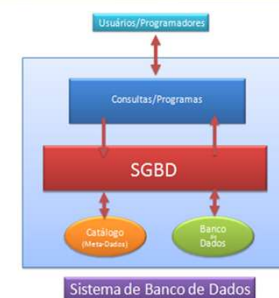 Usuários/Programadores
Consultas/Programas
SGBD
Catálogo
(Meta-Dados)
Banco
de
Dados
Sistema de Banco de Dados